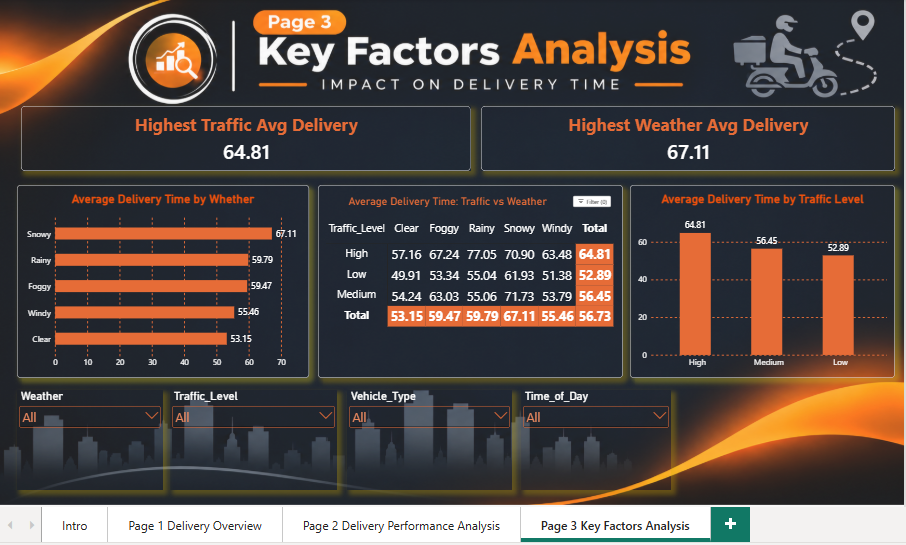 Page 3
Key Factors Analysis
IMPACT ON DELIVERY TIME
Highest Traffic Avg Delivery
64.81
Highest Weather Avg Delivery
67.11
Average Delivery Time by Whether
Snowy 67.11
Rainy 59.79
Foggy 59.47
Windy 55.46
Clear 53.15
0 10 20 30 40 50 60 70
Average Delivery Time: Traffic vs Weather
Filter (0)
Traffic_Level Clear Foggy Rainy Snowy Windy Total
High 57.16 67.24 77.05 70.90 63.48 64.81
Low 49.91 53.34 55.04 61.93 51.38 52.89
Medium 54.24 63.03 55.06 71.73 53.79 56.45
Total 53.15 59.47 59.79 67.11 55.46 56.73
Average Delivery Time by Traffic Level
64.81 56.45 52.89
60
40
20
0
High Medium Low
Weather Traffic_Level Vehicle_Type Time_of_Day
All All All All
Intro Page 1 Delivery Overview Page 2 Delivery Performance Analysis Page 3 Key Factors Analysis +